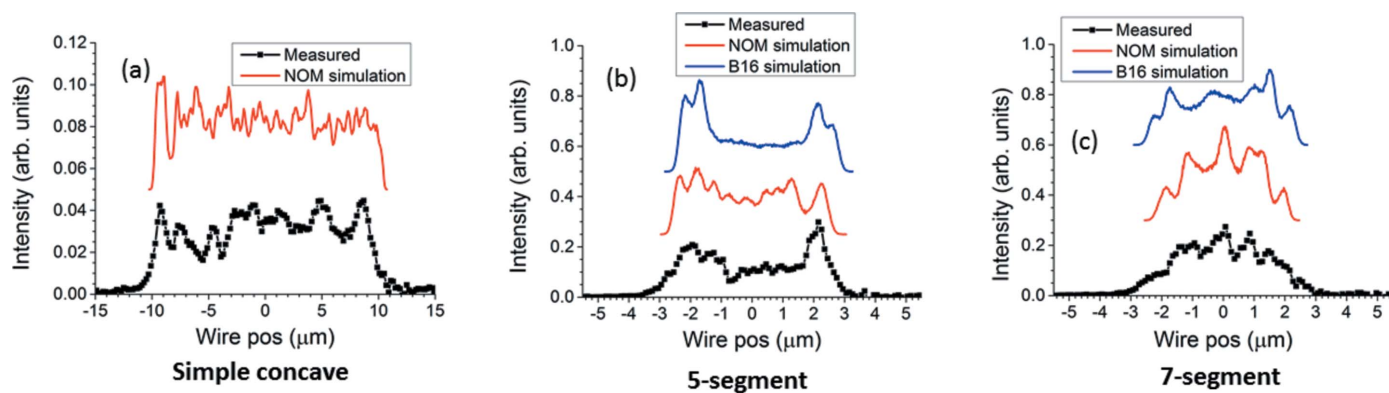 (a)
Measured
NOM simulation
0.12
0.10
0.08
0.06
0.04
0.02
0.00
Intensity (arb. units)
-15 -10 -5 0 5 10 15
Wire pos (μm)
Simple concave
(b)
Measured
NOM simulation
B16 simulation
1.0
0.8
0.6
0.4
0.2
0.0
Intensity (arb. units)
-5 -4 -3 -2 -1 0 1 2 3 4 5
Wire pos (μm)
5-segment
Measured
NOM simulation
B16 simulation
(c)
1.0
0.8
0.6
0.4
0.2
0.0
Intensity (arb. units)
-5 -4 -3 -2 -1 0 1 2 3 4 5
Wire pos (μm)
7-segment